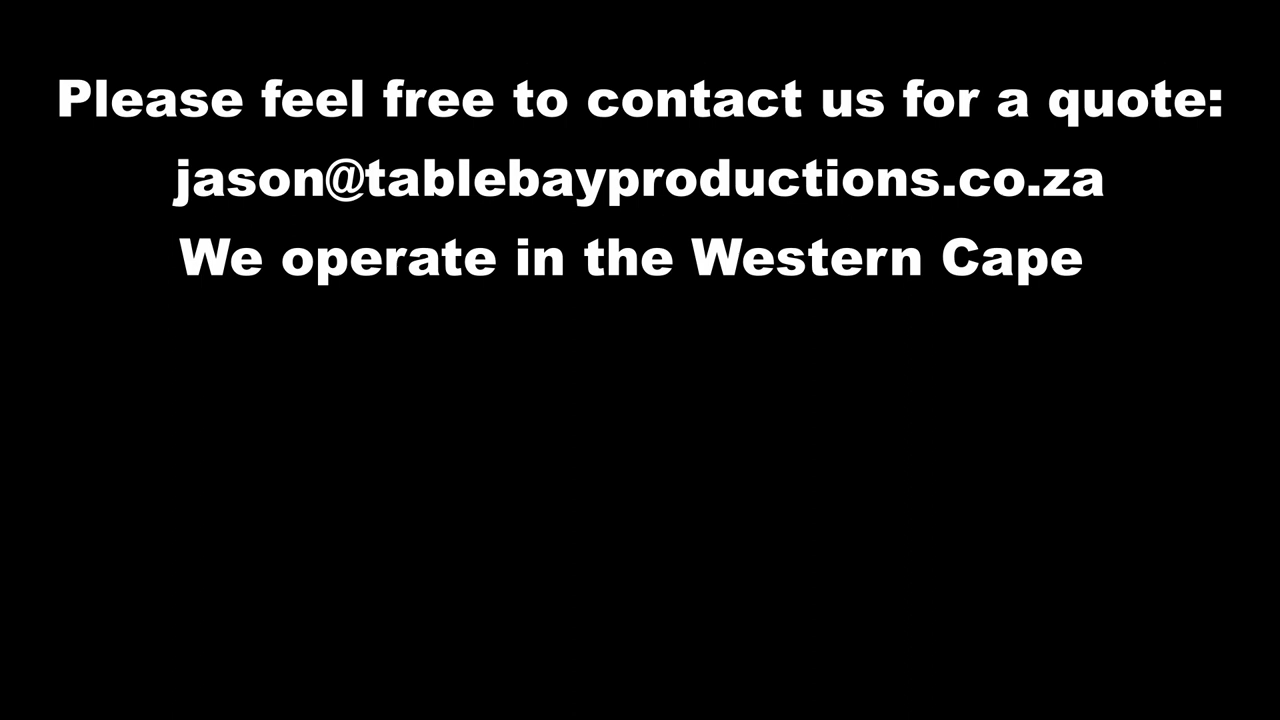 Please feel free to contact us for a quote:
jason@tablebayproductions.co.za
We operate in the Western Cape